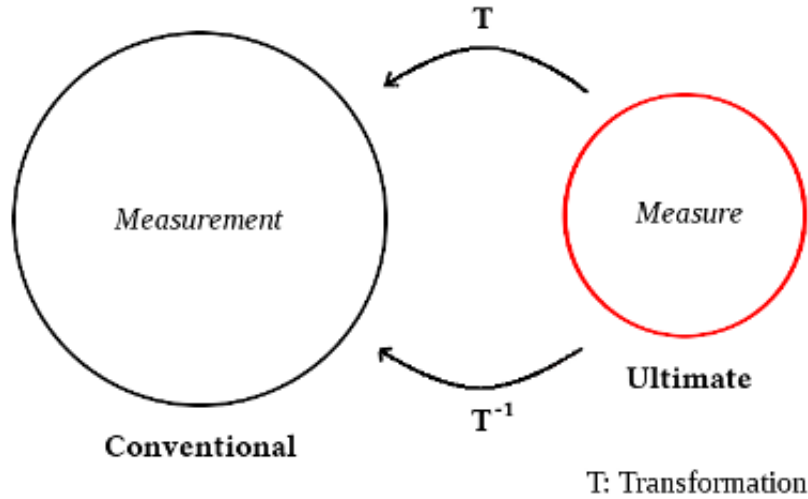 T
Measurement
Measure
Ultimate
T⁻¹
Conventional
T: Transformation